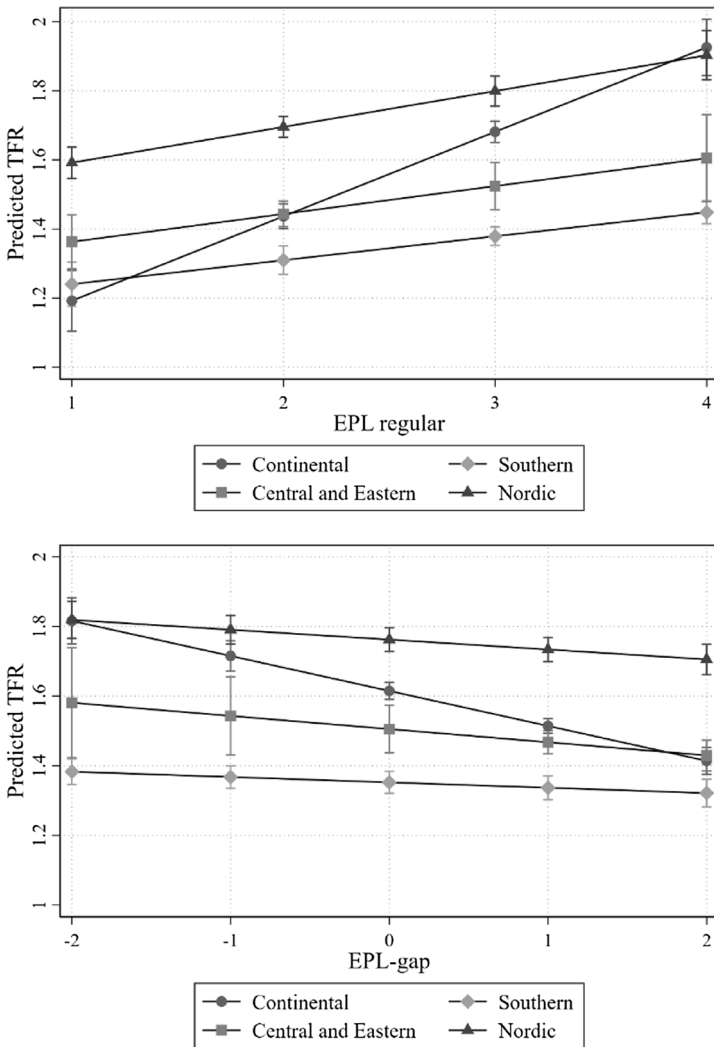 2
1.8
1.6
1.4
1.2
1
Predicted TFR
1 2 3 4
EPL regular
Continental Southern
Central and Eastern Nordic
2
1.8
1.6
1.4
1.2
1
Predicted TFR
-2 -1 0 1 2
EPL-gap
Continental Southern
Central and Eastern Nordic